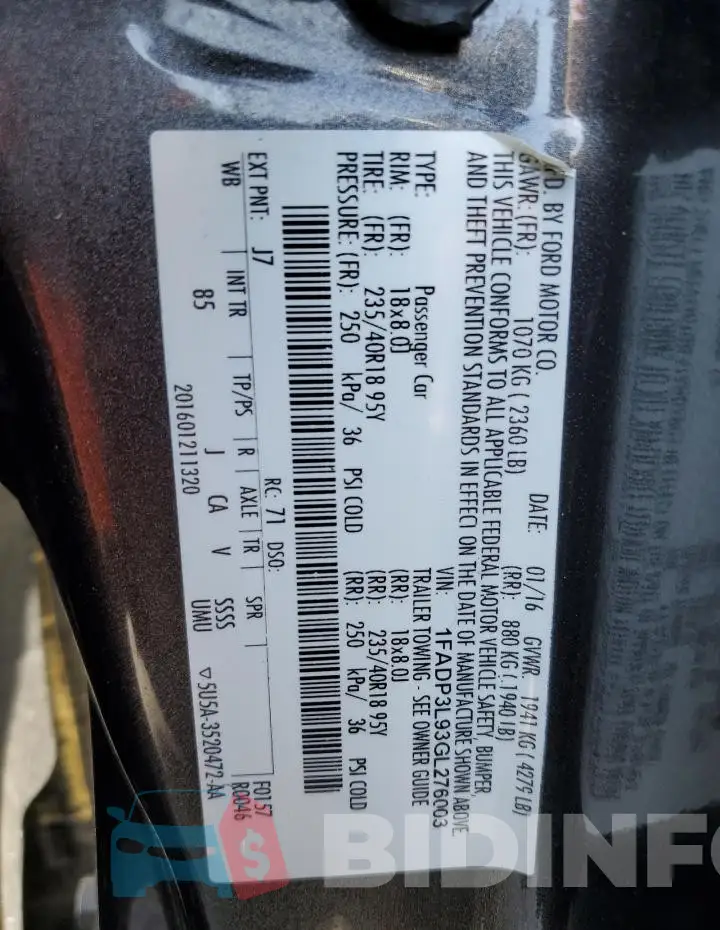 D. BY FORD MOTOR CO. DATE: 01/16 GVWR 1941 KG ( 4279 LB)
GAWR: (FR): 1070 KG ( 2360 LB) (RR): 880 KG ( 1940 LB)
THIS VEHICLE CONFORMS TO ALL APPLICABLE FEDERAL MOTOR VEHICLE SAFETY, BUMPER,
AND THEFT PREVENTION STANDARDS IN EFFECT ON THE DATE OF MANUFACTURE SHOWN ABOVE.
VIN: 1FADP3L93GL276003
TYPE: Passenger Car TRAILER TOWING - SEE OWNER GUIDE
RIM: (FR): 18x8.0J (RR): 18x8.0J
TIRE: (FR): 235/40R18 95Y (RR): 235/40R18 95Y
PRESSURE: (FR): 250 kPa/ 36 PSI COLD (RR): 250 kPa/ 36 PSI COLD
F0157
EXT PNT: J7 RC: 71 DSO: R0046
WB INT TR TP/PS R AXLE TR SPR
85 J CA V SSSS
UMU
201601211320 ▽5U5A-3520472-AA
BIDINFO